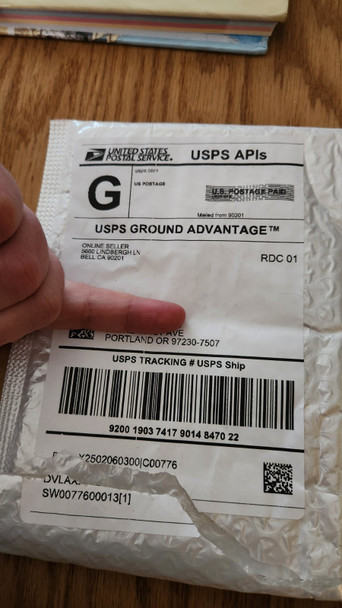 UNITED STATES
POSTAL SERVICE®
USPS APIs
G
US POSTAGE
U.S. POSTAGE PAID
Mailed from 90201
USPS GROUND ADVANTAGE™
ONLINE SELLER
5600 LINDBERGH LN
BELL CA 90201
RDC 01
AVE
PORTLAND OR 97230-7507
USPS TRACKING # USPS Ship
9200 1903 7417 9014 8470 22
X2502060300|C00776
DVLAX
SW0077600013[1]